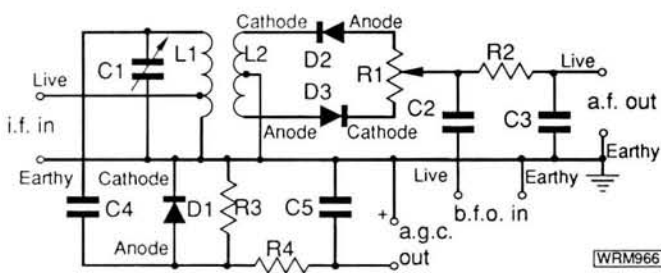 Cathode Anode
L1 L2 D2 R2 Live
C1 D3 R1
Live C2 C3 a.f. out
i.f. in Anode Cathode
Earthy Cathode Live Earthy Earthy
C4 D1 R3 C5 b.f.o. in
+ a.g.c.
Anode R4 out
WRM966